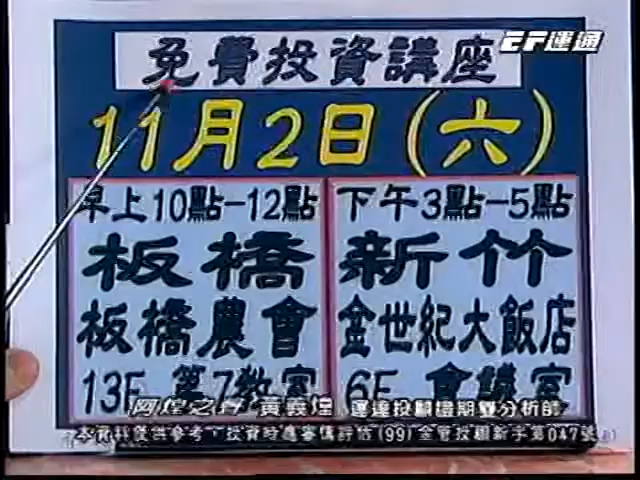 EF運通
免費投資講座
11月2日(六)
早上10點-12點
板橋
板橋農會
13F 第7教室
下午3點-5點
新竹
金世紀大飯店
6F 會議室
阿煌之言 黃義煌 運達投顧證期雙分析師
本資料僅供參考,投資時應審慎評估(99)金管投顧新字第047號